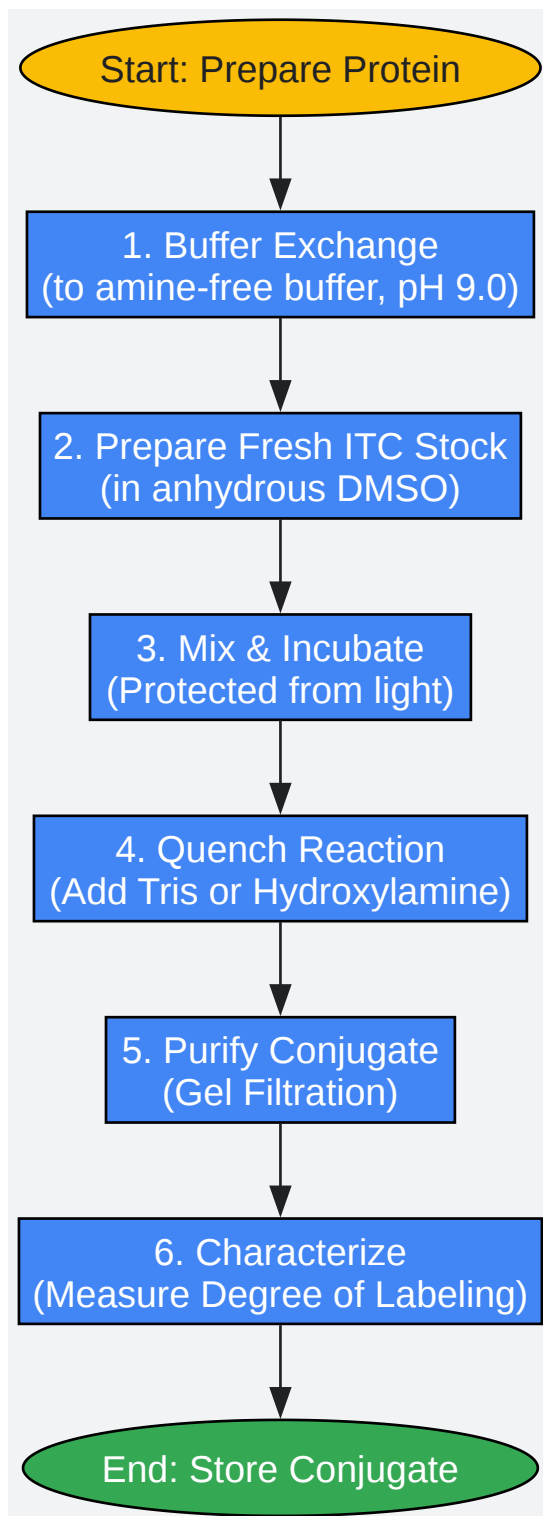 Start: Prepare Protein
1. Buffer Exchange
(to amine-free buffer, pH 9.0)
2. Prepare Fresh ITC Stock
(in anhydrous DMSO)
3. Mix & Incubate
(Protected from light)
4. Quench Reaction
(Add Tris or Hydroxylamine)
5. Purify Conjugate
(Gel Filtration)
6. Characterize
(Measure Degree of Labeling)
End: Store Conjugate